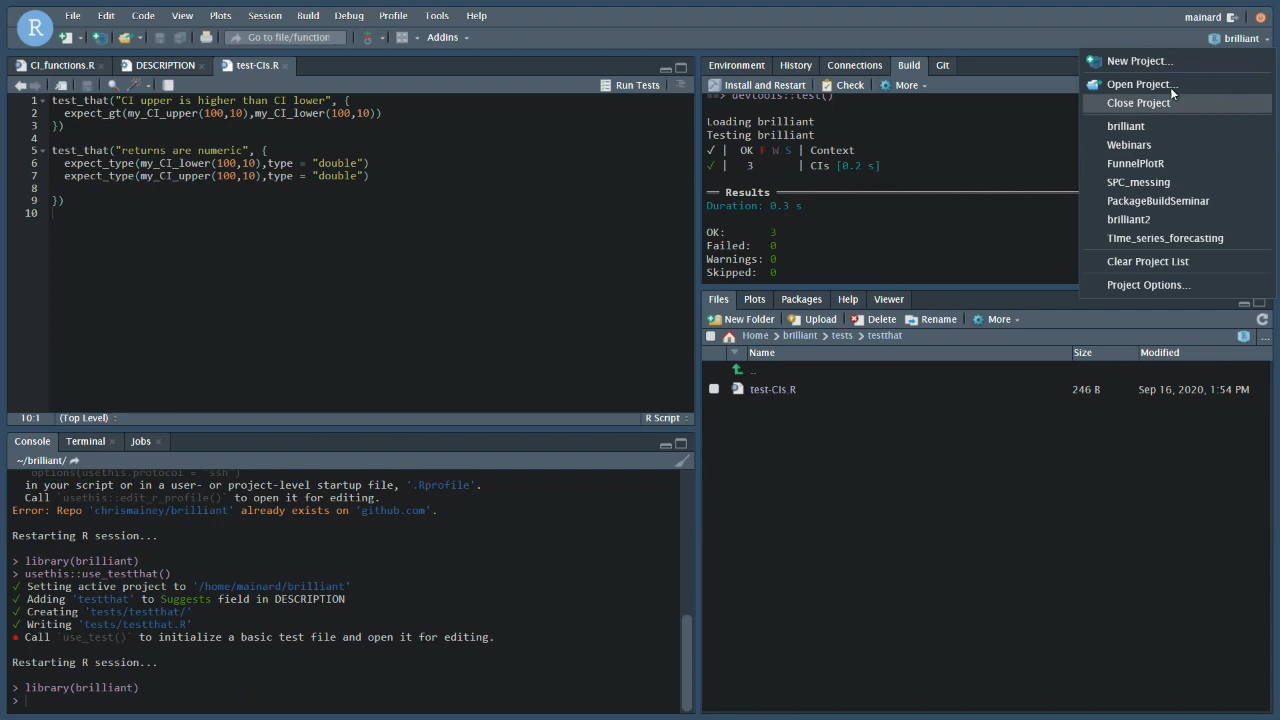 R File Edit Code View Plots Session Build Debug Profile Tools Help mainard
Go to file/function Addins brilliant
CI_functions.R DESCRIPTION test-CIs.R
Run Tests
1 test_that("CI upper is higher than CI lower", {
2 expect_gt(my_CI_upper(100,10),my_CI_lower(100,10))
3 })
4
5 test_that("returns are numeric", {
6 expect_type(my_CI_lower(100,10),type = "double")
7 expect_type(my_CI_upper(100,10),type = "double")
8
9 })
10
10:1 (Top Level) R Script
Console Terminal Jobs
~/brilliant/
options(usethis.protocol = "ssh")
in your script or in a user- or project-level startup file, '.Rprofile'.
Call `usethis::edit_r_profile()` to open it for editing.
Error: Repo 'chrismainey/brilliant' already exists on 'github.com'.
Restarting R session...
> library(brilliant)
> usethis::use_testthat()
✓ Setting active project to '/home/mainard/brilliant'
✓ Adding 'testthat' to Suggests field in DESCRIPTION
✓ Creating 'tests/testthat/'
✓ Writing 'tests/testthat.R'
● Call `use_test()` to initialize a basic test file and open it for editing.
Restarting R session...
> library(brilliant)
>
Environment History Connections Build Git
Install and Restart Check More
==> devtools::test()
Loading brilliant
Testing brilliant
✓ | OK F W S | Context
✓ | 3 | CIs [0.2 s]
══ Results
Duration: 0.3 s
OK: 3
Failed: 0
Warnings: 0
Skipped: 0
New Project...
Open Project...
Close Project
brilliant
Webinars
FunnelPlotR
SPC_messing
PackageBuildSeminar
brilliant2
TIme_series_forecasting
Clear Project List
Project Options...
Files Plots Packages Help Viewer
New Folder Upload Delete Rename More
Home > brilliant > tests > testthat
Name Size Modified
..
test-CIs.R 246 B Sep 16, 2020, 1:54 PM